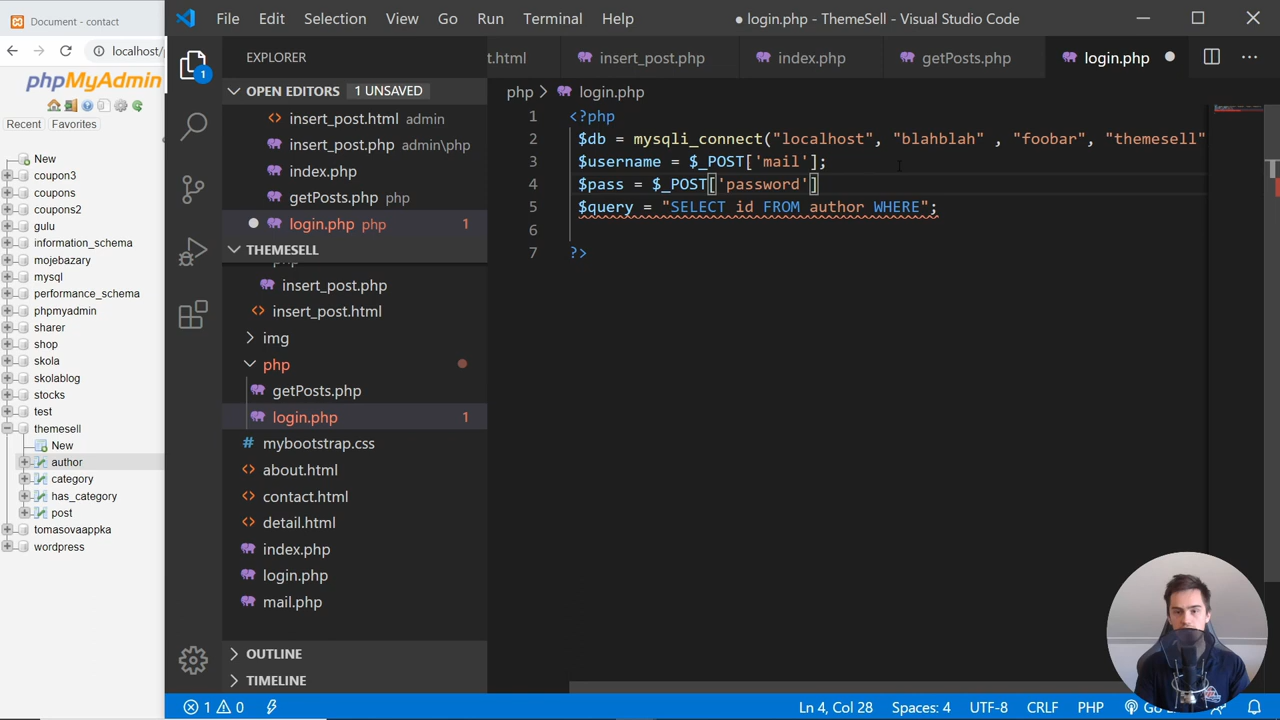 Document - contact
localhost/
phpMyAdmin
Recent
Favorites
New
coupon3
coupons
coupons2
gulu
information_schema
mojebazary
mysql
performance_schema
phpmyadmin
sharer
shop
skola
skolablog
stocks
test
themesell
New
author
category
has_category
post
tomasovaappka
wordpress
File Edit Selection View Go Run Terminal Help
● login.php - ThemeSell - Visual Studio Code
EXPLORER
1
OPEN EDITORS 1 UNSAVED
insert_post.html admin
insert_post.php admin\php
index.php
getPosts.php php
login.php php 1
THEMESELL
php
insert_post.php
insert_post.html
img
php
getPosts.php
login.php 1
mybootstrap.css
about.html
contact.html
detail.html
index.php
login.php
mail.php
OUTLINE
TIMELINE
t.html insert_post.php index.php getPosts.php login.php
php login.php
1 <?php
2 $db = mysqli_connect("localhost", "blahblah" , "foobar", "themesell"
3 $username = $_POST['mail'];
4 $pass = $_POST['password']
5 $query = "SELECT id FROM author WHERE";
6
7 ?>
1 0
Ln 4, Col 28 Spaces: 4 UTF-8 CRLF PHP